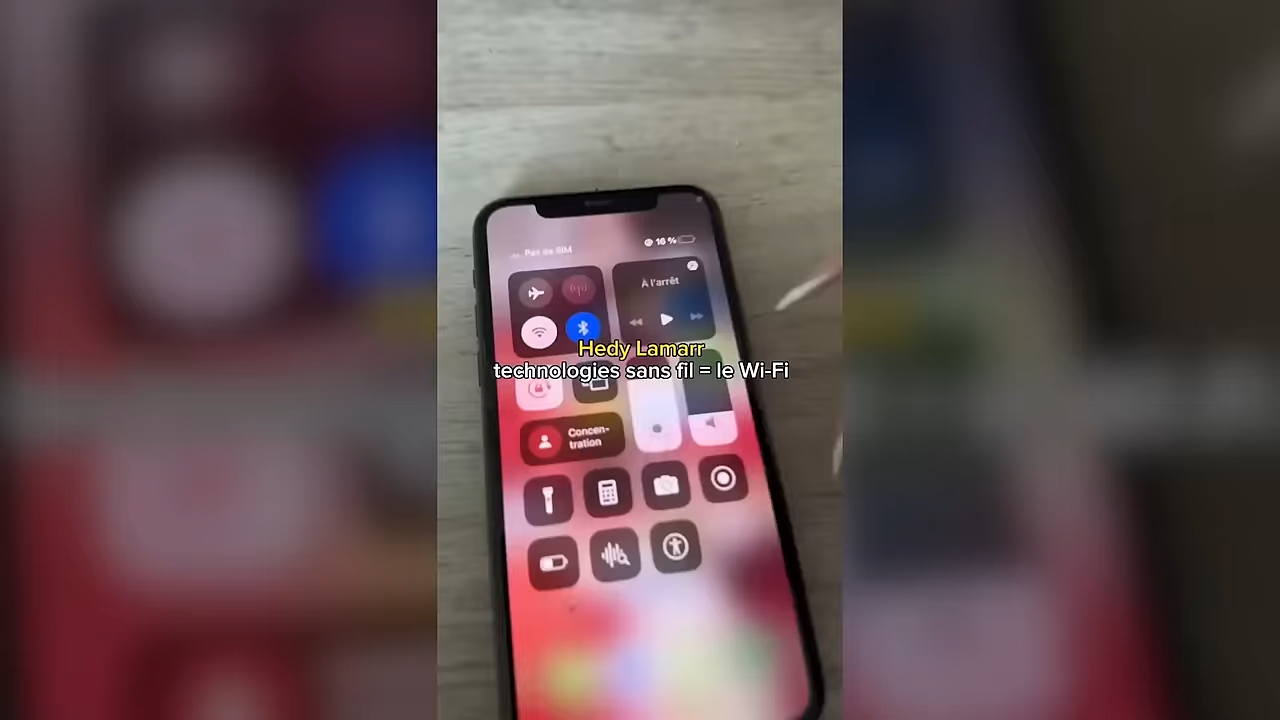 Pas de SIM
16 %
À l'arrêt
Hedy Lamarr
technologies sans fil = le Wi-Fi
Concen-
tration